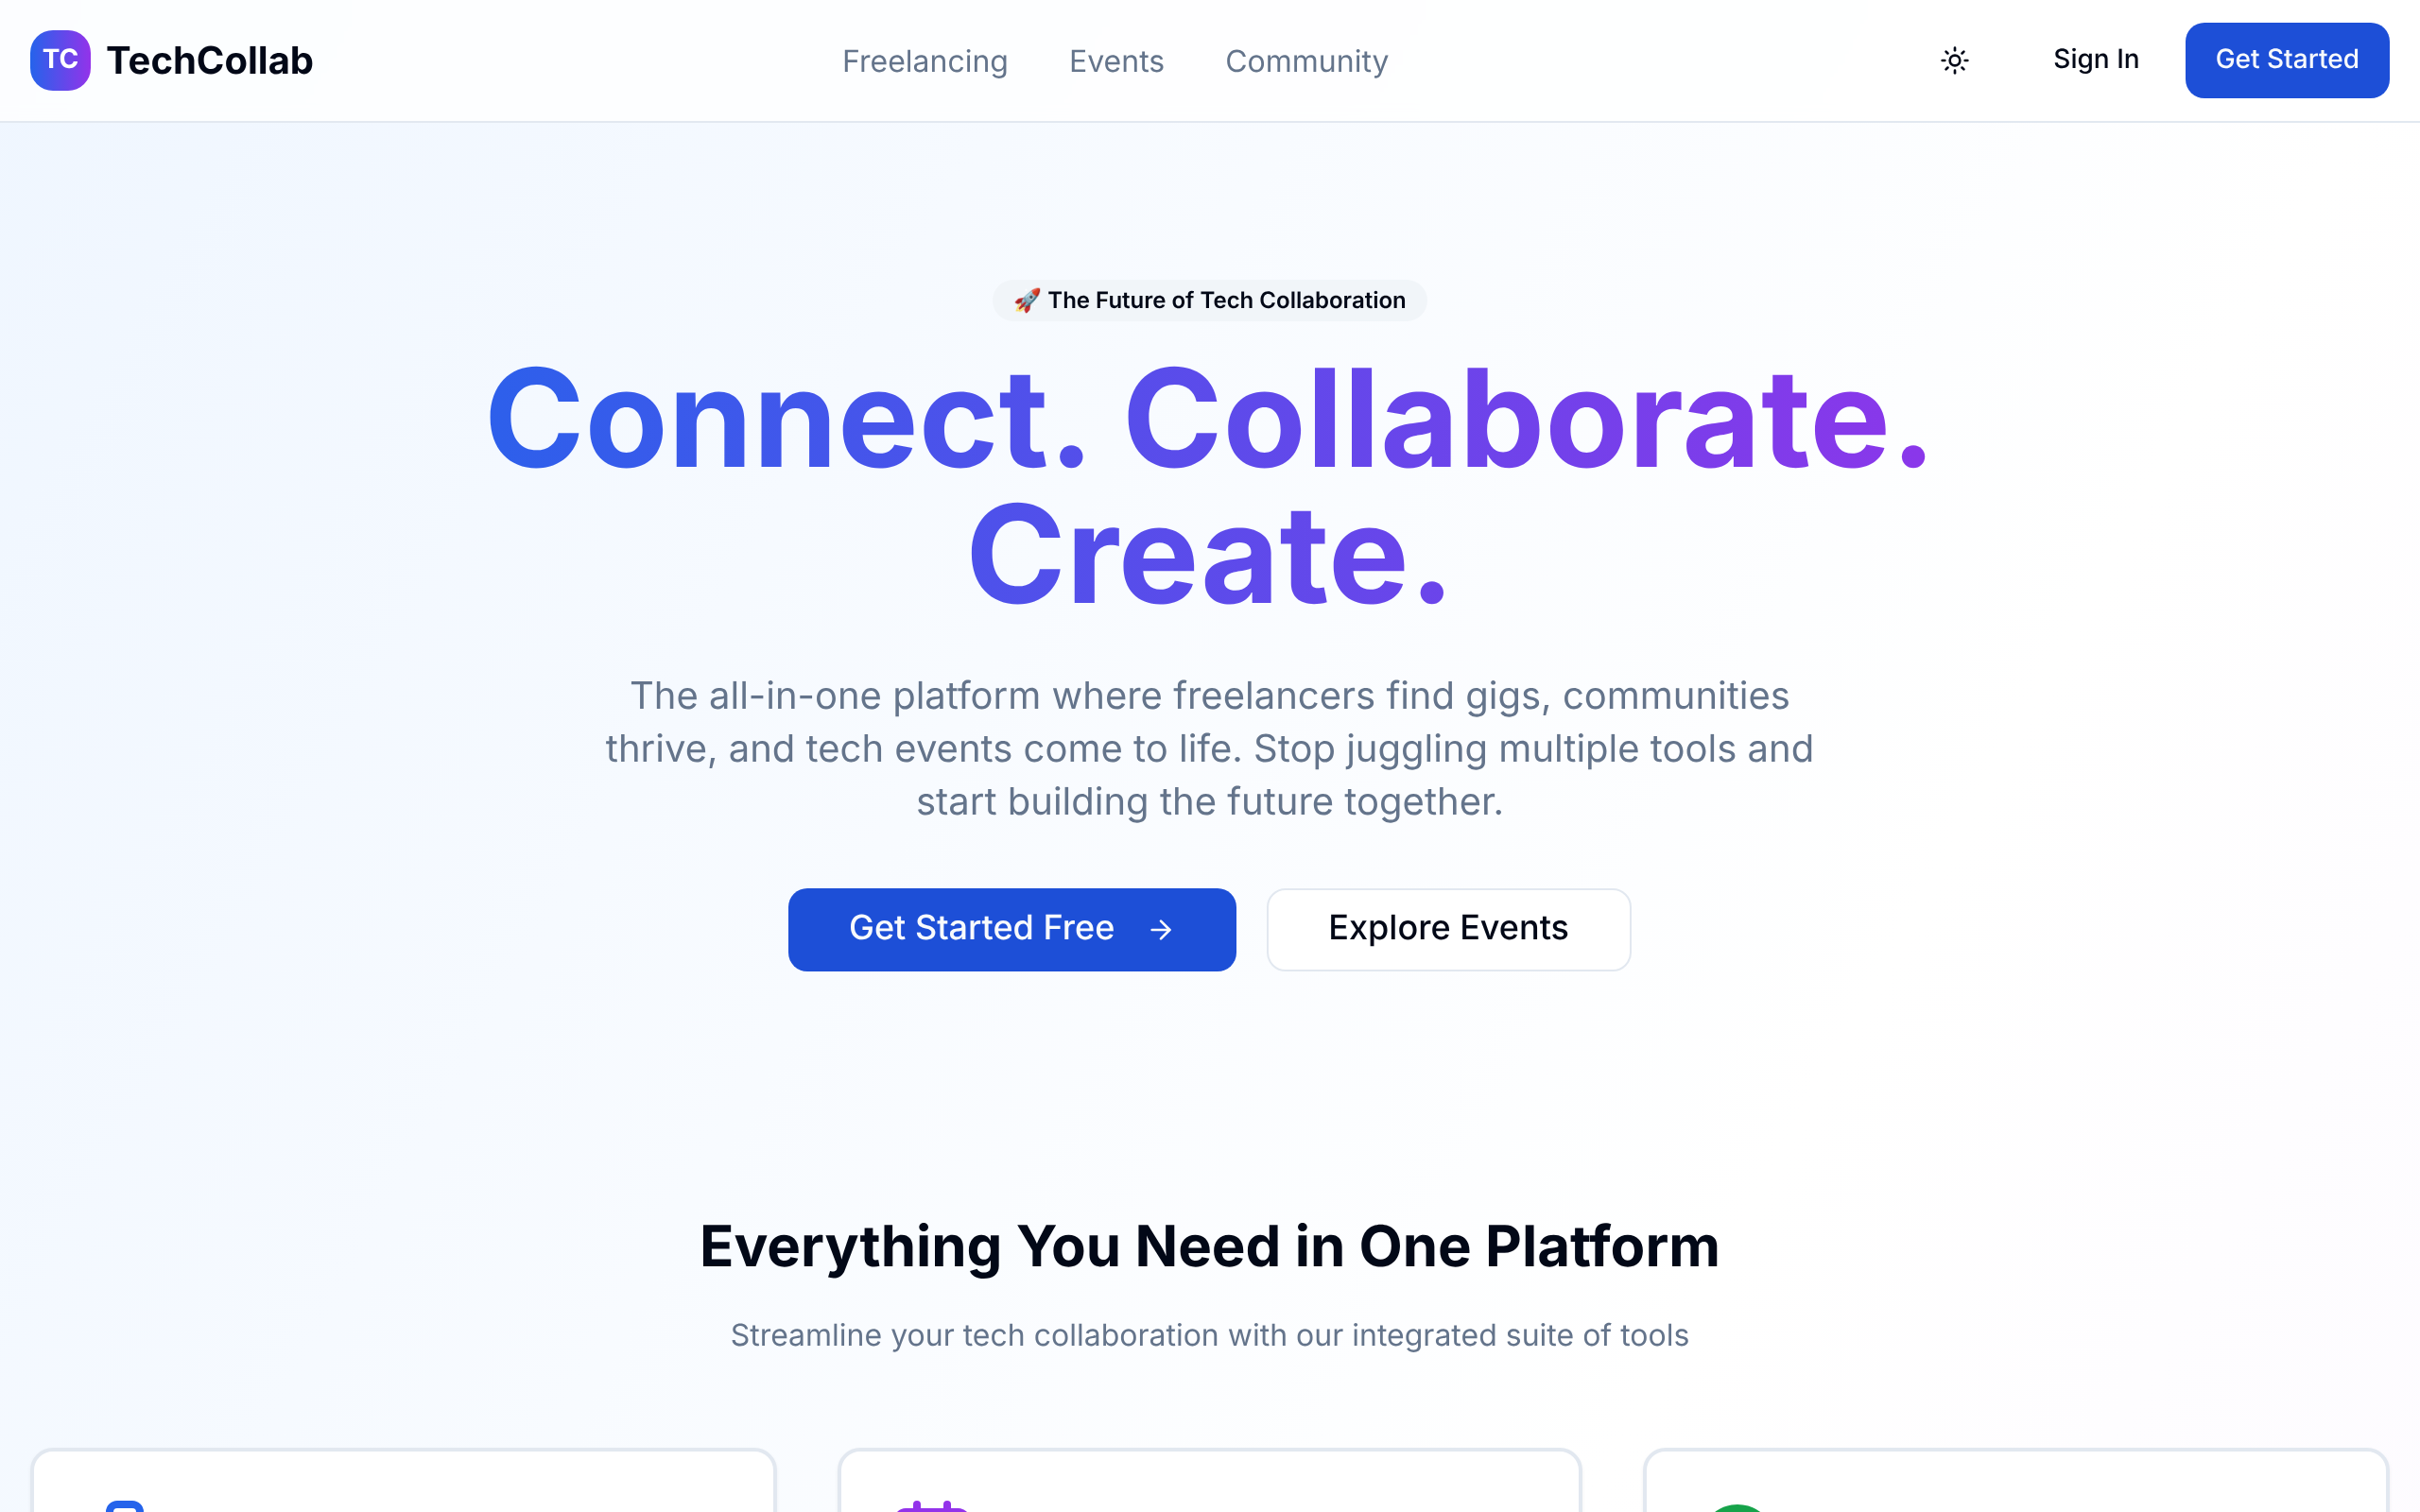 TC TechCollab
Freelancing Events Community
Sign In
Get Started
🚀 The Future of Tech Collaboration
Connect. Collaborate.
Create.
The all-in-one platform where freelancers find gigs, communities
thrive, and tech events come to life. Stop juggling multiple tools and
start building the future together.
Get Started Free →
Explore Events
Everything You Need in One Platform
Streamline your tech collaboration with our integrated suite of tools